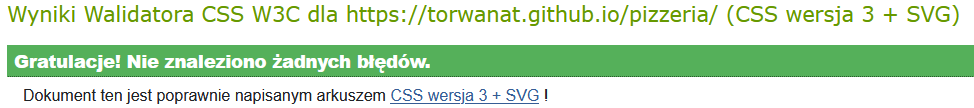 Wyniki Walidatora CSS W3C dla https://torwanat.github.io/pizzeria/ (CSS wersja 3 + SVG)
Gratulacje! Nie znaleziono żadnych błędów.
Dokument ten jest poprawnie napisanym arkuszem CSS wersja 3 + SVG !